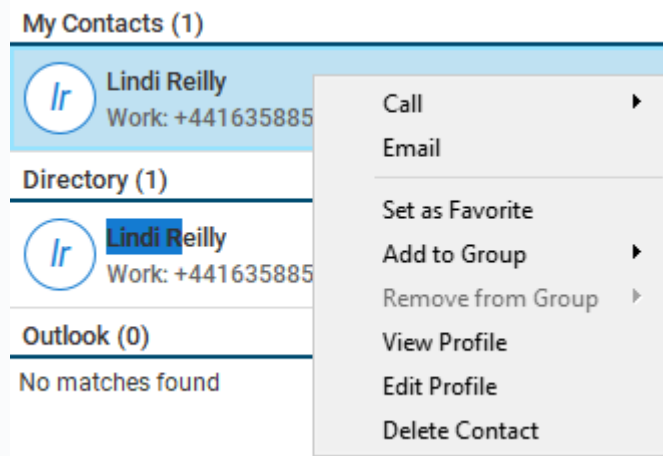 My Contacts (1)
lr
Lindi Reilly
Work: +441635885
Directory (1)
lr
Lindi Reilly
Work: +441635885
Outlook (0)
No matches found
Call
Email
Set as Favorite
Add to Group
Remove from Group
View Profile
Edit Profile
Delete Contact